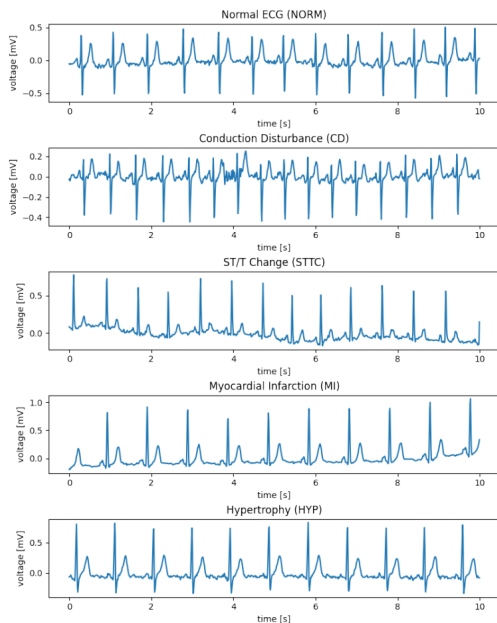 Normal ECG (NORM)
0.5
0.0
−0.5
voltage [mV]
0 2 4 6 8 10
time [s]
Conduction Disturbance (CD)
0.2
0.0
−0.2
−0.4
voltage [mV]
0 2 4 6 8 10
time [s]
ST/T Change (STTC)
0.5
0.0
voltage [mV]
0 2 4 6 8 10
time [s]
Myocardial Infarction (MI)
1.0
0.5
0.0
voltage [mV]
0 2 4 6 8 10
time [s]
Hypertrophy (HYP)
0.5
0.0
voltage [mV]
0 2 4 6 8 10
time [s]